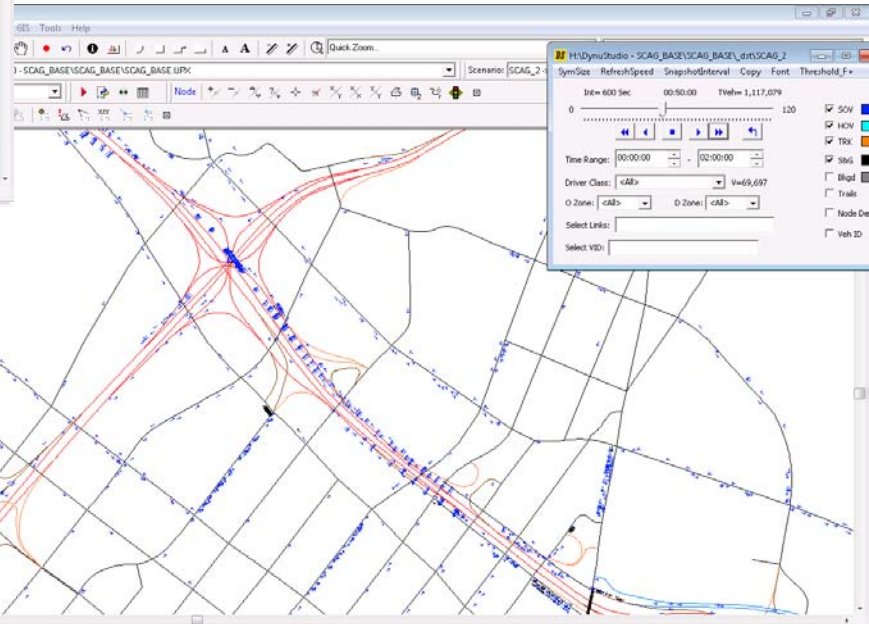 GIS Tools Help
A A Quick Zoom...
) - SCAG_BASE\SCAG_BASE\SCAG_BASE.UPX Scenario: SCAG_2
Node
DS H:\DynuStudio - SCAG_BASE\SCAG_BASE\_dst\SCAG_2
SymSize RefreshSpeed SnapshotInterval Copy Font Threshold_F
Int= 600 Sec 00:50:00 TVeh= 1,117,079
0 120 SOV
HOV
TRK
Time Range: 00:00:00 - 02:00:00 S&G
Driver Class: <All> V=69,697 Bkgd
Trails
O Zone: <All> D Zone: <All>
Node De
Select Links:
Veh ID
Select VID: